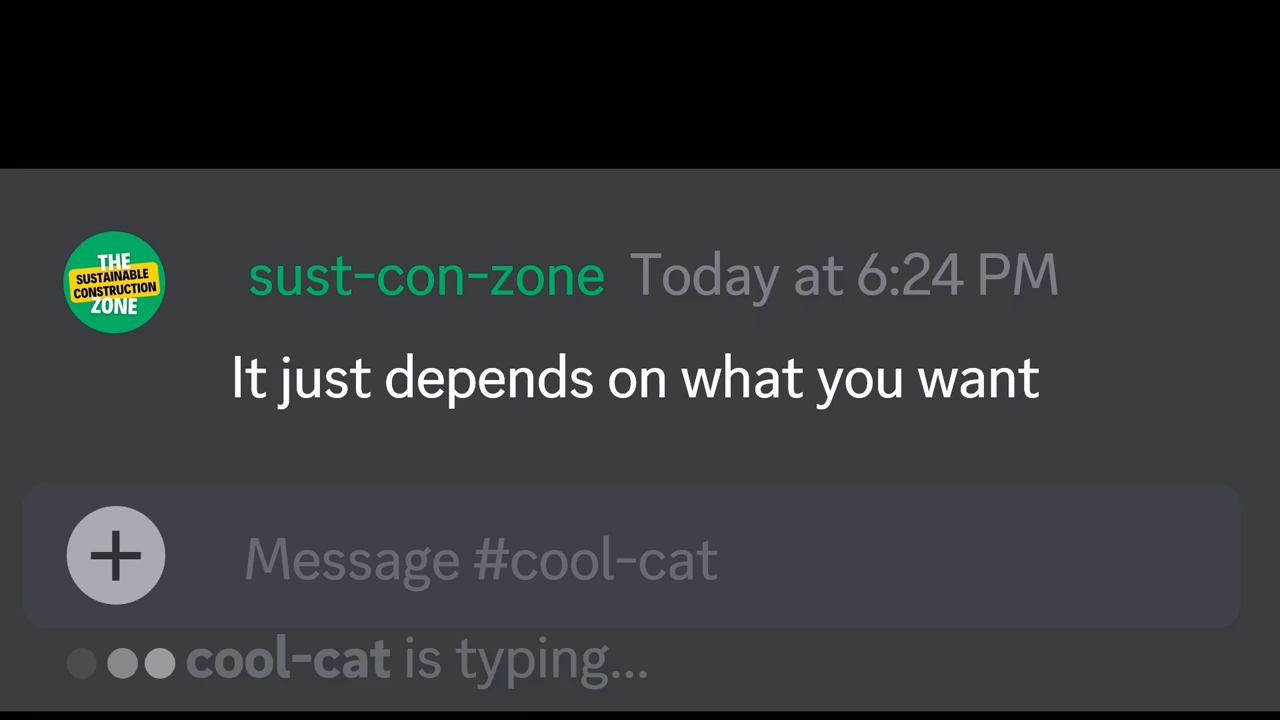 THE
SUSTAINABLE
CONSTRUCTION
ZONE
sust-con-zone Today at 6:24 PM
It just depends on what you want
Message #cool-cat
cool-cat is typing...